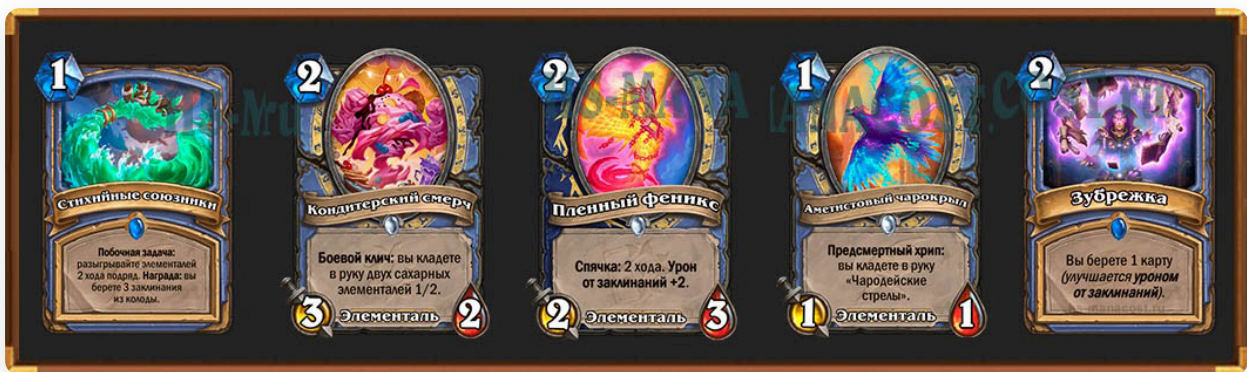 1
Стихийные союзники
Побочная задача:
разыгрывайте элементалей
2 хода подряд. Награда: вы
берете 3 заклинания
из колоды.
2
Кондитерский смерч
Боевой клич: вы кладете
в руку двух сахарных
элементалей 1/2.
3
Элементаль
2
2
Пленный феникс
Спячка: 2 хода. Урон
от заклинаний +2.
2
Элементаль
3
1
Аметистовый чарокрыл
Предсмертный хрип:
вы кладете в руку
«Чародейские
стрелы».
1
Элементаль
1
2
Зубрежка
Вы берете 1 карту
(улучшается уроном
от заклинаний).